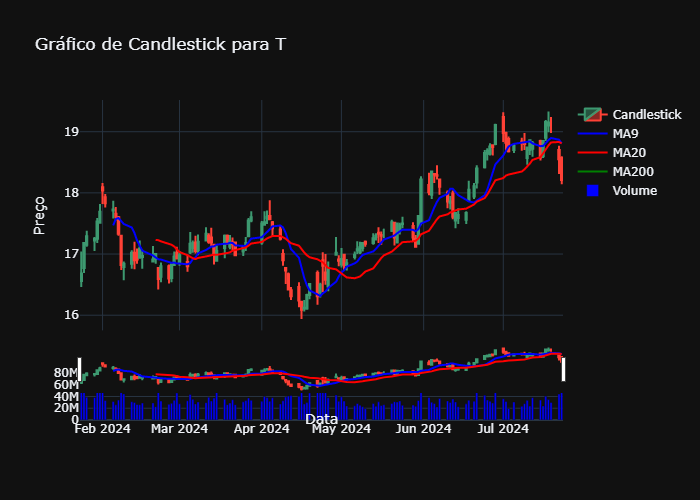 Gráfico de Candlestick para T
Candlestick
MA9
MA20
MA200
Volume
Preço
19
18
17
16
80M
60M
40M
20M
0
Feb 2024
Mar 2024
Apr 2024
May 2024
Jun 2024
Jul 2024
Data